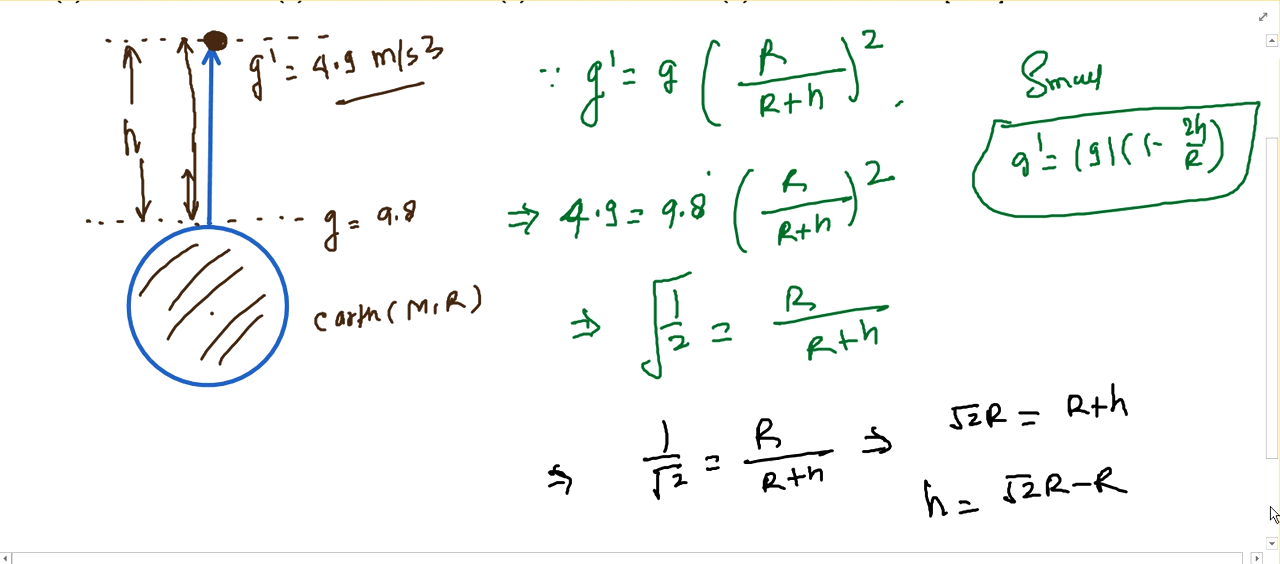 g' = 4.9 m/s3
h
g = 9.8
Earth (M, R)
∵ g' = g (R/(R+h))^2.
⇒ 4.9 = 9.8 (R/(R+h))^2
⇒ √(1/2) = R/(R+h)
⇒ 1/√2 = R/(R+h) ⇒ √2R = R+h
h = √2R-R
Small
g' = (g)(1- 2h/R)